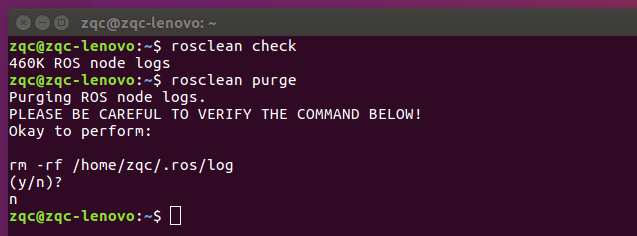 zqc@zqc-lenovo: ~
zqc@zqc-lenovo:~$ rosclean check
460K ROS node logs
zqc@zqc-lenovo:~$ rosclean purge
Purging ROS node logs.
PLEASE BE CAREFUL TO VERIFY THE COMMAND BELOW!
Okay to perform:
rm -rf /home/zqc/.ros/log
(y/n)?
n
zqc@zqc-lenovo:~$